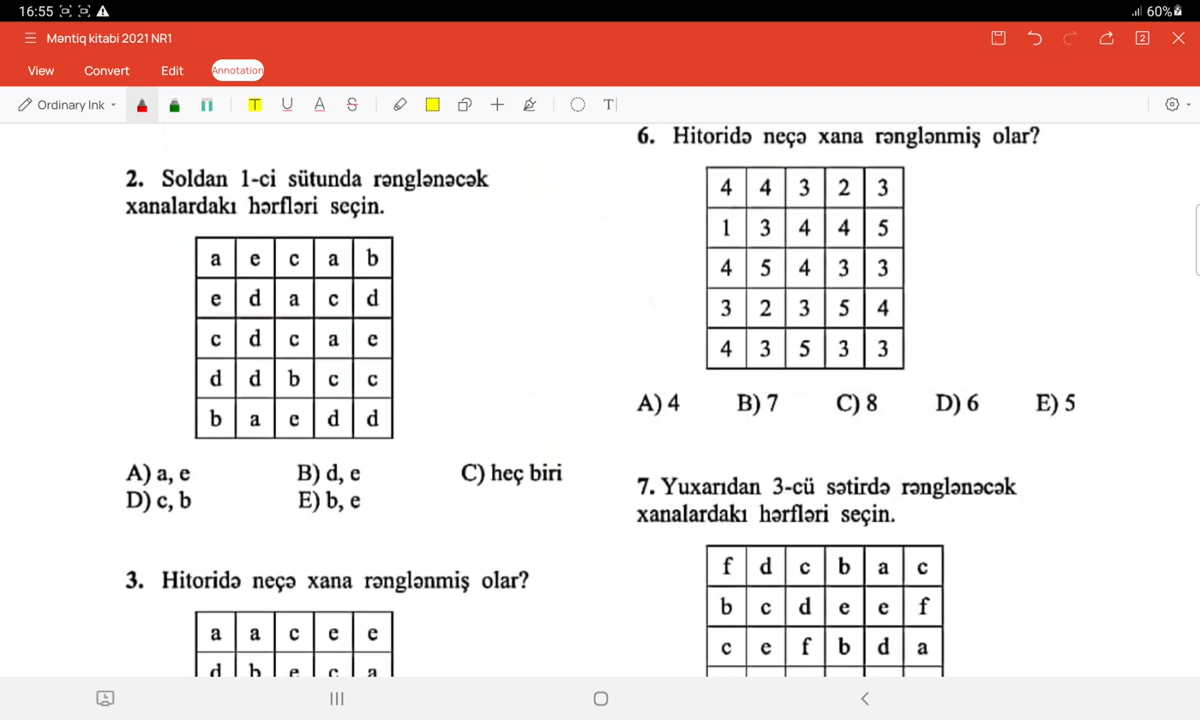 16:55
60%
Məntiq kitabi 2021 NR1
2
View Convert Edit Annotation
Ordinary Ink T U A S T
2. Soldan 1-ci sütunda rənglənəcək
xanalardakı hərfləri seçin.
a e c a b
e d a c d
c d c a e
d d b c c
b a e d d
A) a, e B) d, e C) heç biri
D) c, b E) b, e
3. Hitoridə neçə xana rənglənmiş olar?
a a c e e
d b e c a
6. Hitoridə neçə xana rənglənmiş olar?
4 4 3 2 3
1 3 4 4 5
4 5 4 3 3
3 2 3 5 4
4 3 5 3 3
A) 4 B) 7 C) 8 D) 6 E) 5
7. Yuxarıdan 3-cü sətirdə rənglənəcək
xanalardakı hərfləri seçin.
f d c b a c
b c d e e f
c e f b d a